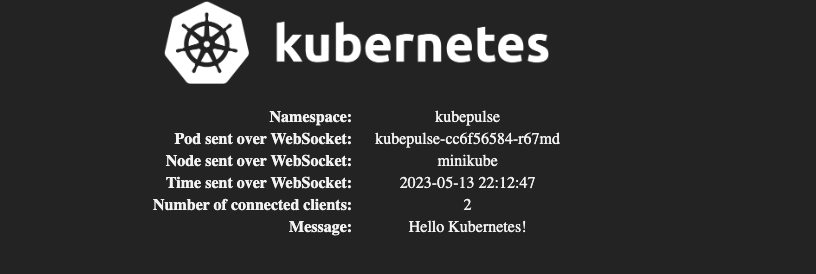 kubernetes
Namespace: kubepulse
Pod sent over WebSocket: kubepulse-cc6f56584-r67md
Node sent over WebSocket: minikube
Time sent over WebSocket: 2023-05-13 22:12:47
Number of connected clients: 2
Message: Hello Kubernetes!